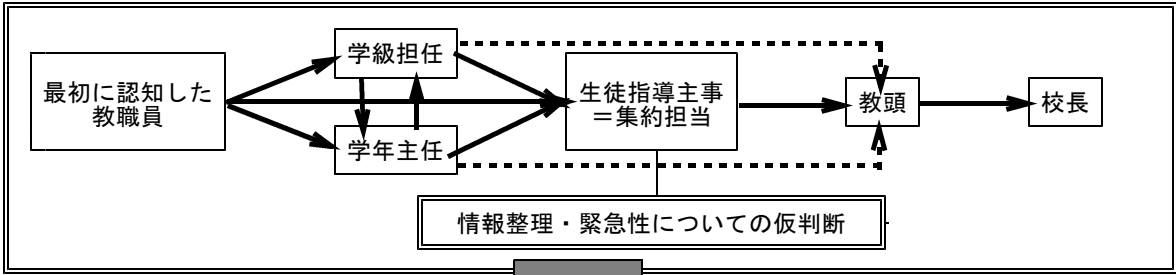 学級担任
最初に認知した
教職員
生徒指導主事
＝集約担当
教頭
校長
学年主任
情報整理・緊急性についての仮判断